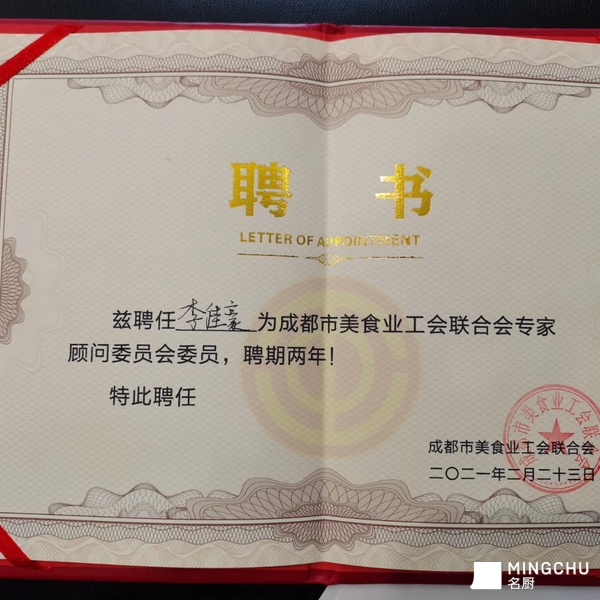 聘 书
LETTER OF APPOINTMENT
兹聘任李佳豪为成都市美食业工会联合会专家
顾问委员会委员，聘期两年！
特此聘任
成都市美食业工会联合会
二〇二一年二月二十三日
MINGCHU
名厨